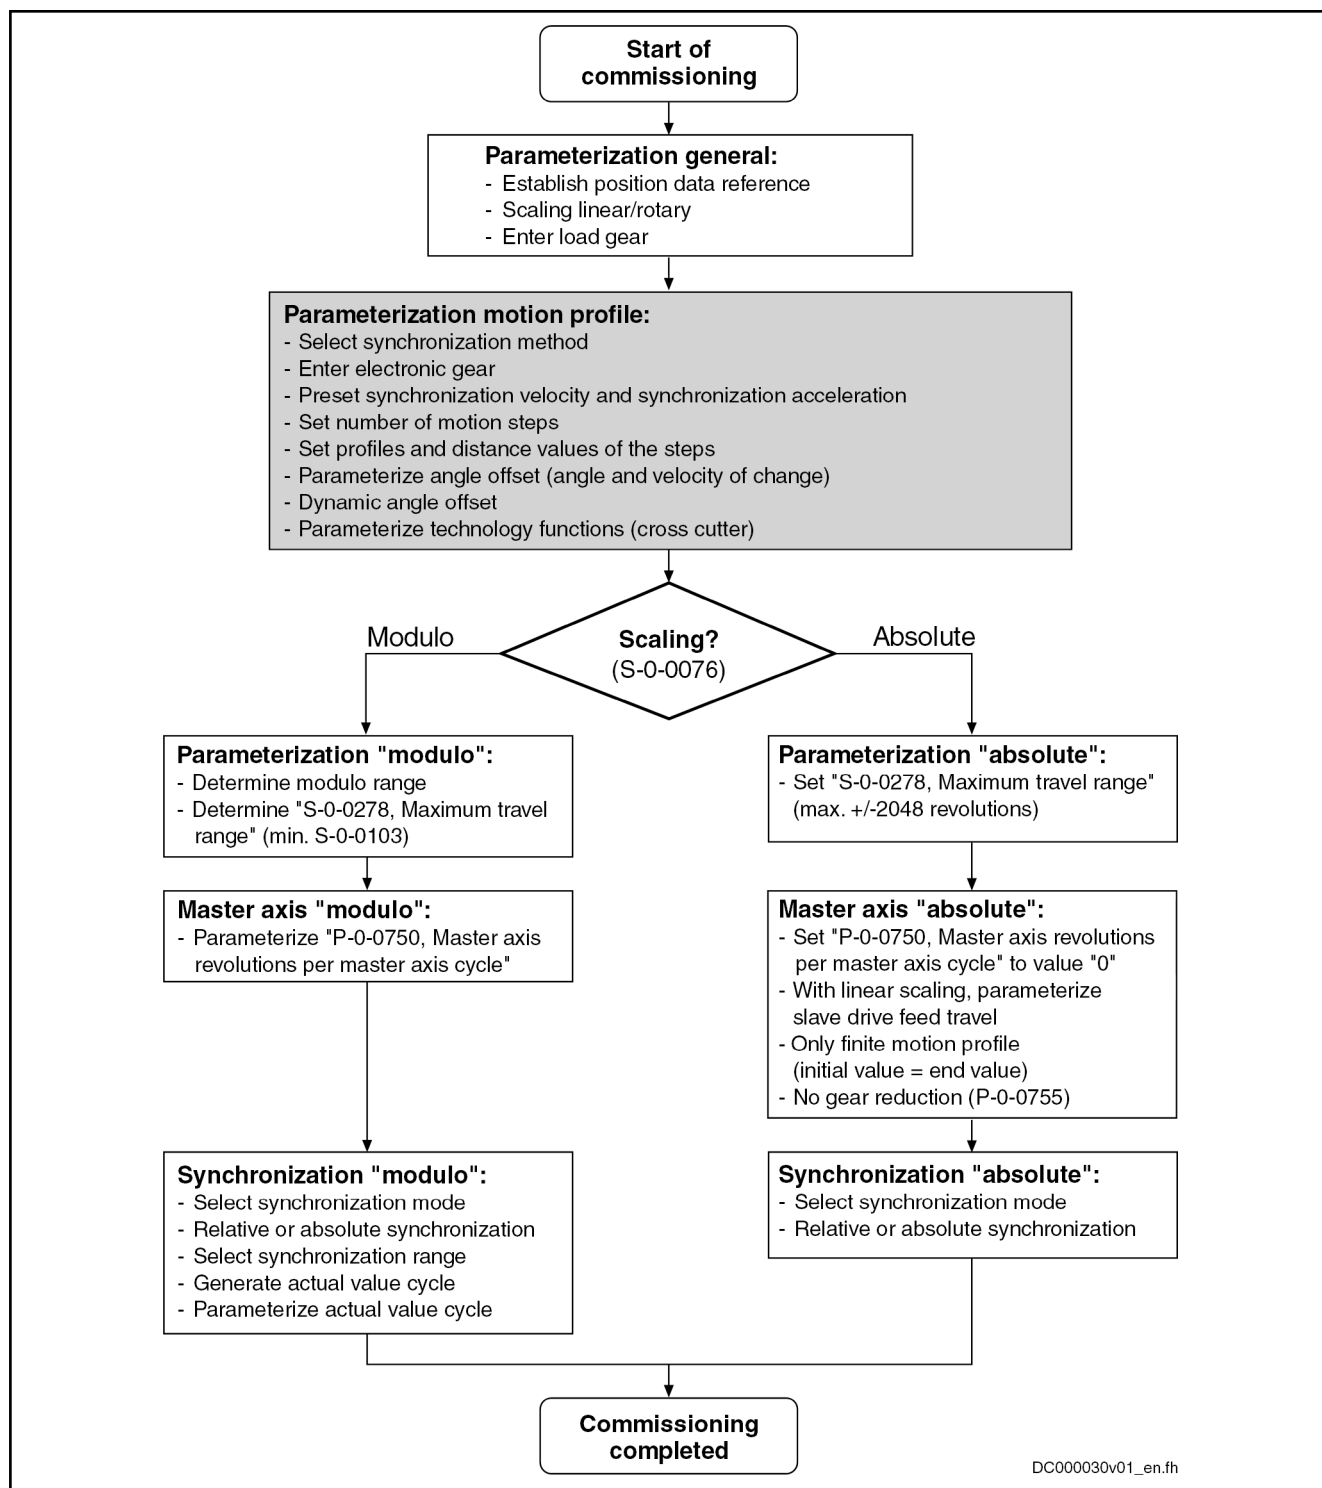 Start of
commissioning
Parameterization general:
- Establish position data reference
- Scaling linear/rotary
- Enter load gear
Parameterization motion profile:
- Select synchronization method
- Enter electronic gear
- Preset synchronization velocity and synchronization acceleration
- Set number of motion steps
- Set profiles and distance values of the steps
- Parameterize angle offset (angle and velocity of change)
- Dynamic angle offset
- Parameterize technology functions (cross cutter)
Modulo
Scaling?
(S-0-0076)
Absolute
Parameterization "modulo":
- Determine modulo range
- Determine "S-0-0278, Maximum travel
range" (min. S-0-0103)
Parameterization "absolute":
- Set "S-0-0278, Maximum travel range"
(max. +/-2048 revolutions)
Master axis "modulo":
- Parameterize "P-0-0750, Master axis
revolutions per master axis cycle"
Master axis "absolute":
- Set "P-0-0750, Master axis revolutions
per master axis cycle" to value "0"
- With linear scaling, parameterize
slave drive feed travel
- Only finite motion profile
(initial value = end value)
- No gear reduction (P-0-0755)
Synchronization "modulo":
- Select synchronization mode
- Relative or absolute synchronization
- Select synchronization range
- Generate actual value cycle
- Parameterize actual value cycle
Synchronization "absolute":
- Select synchronization mode
- Relative or absolute synchronization
Commissioning
completed
DC000030v01_en.fh